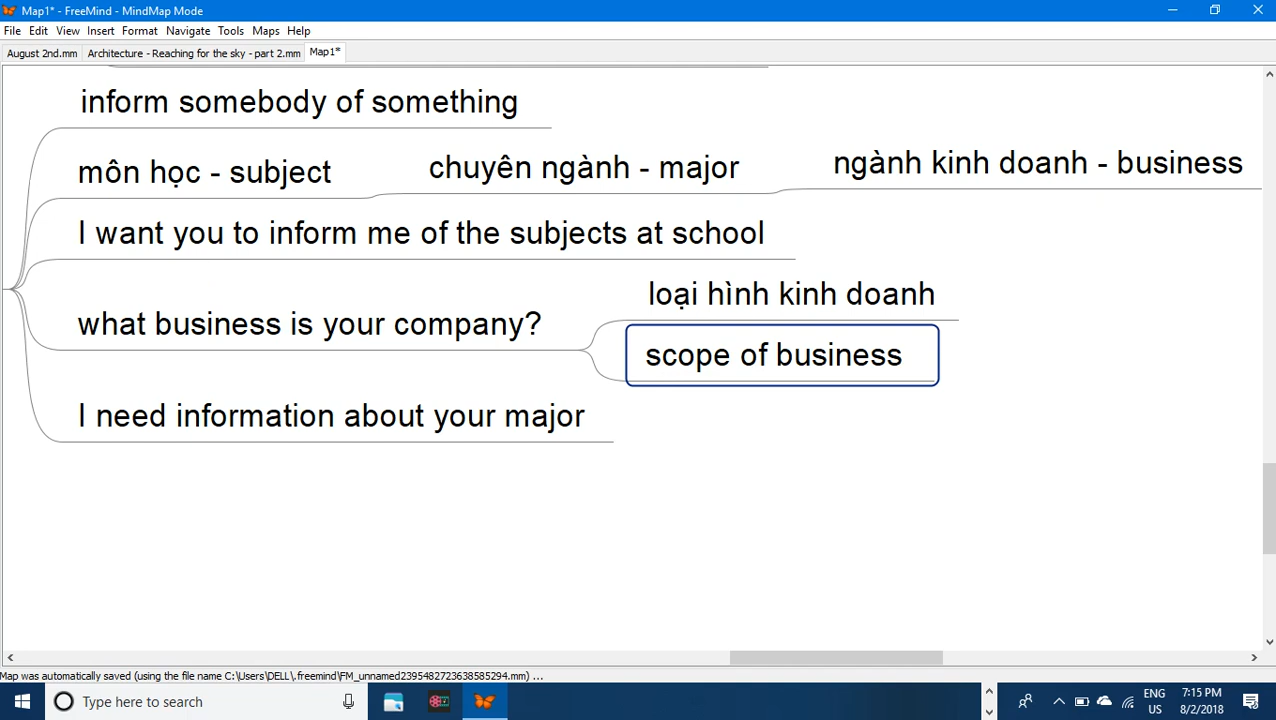 Map1* - FreeMind - MindMap Mode
File Edit View Insert Format Navigate Tools Maps Help
August 2nd.mm Architecture - Reaching for the sky - part 2.mm Map1*
inform somebody of something
môn học - subject chuyên ngành - major ngành kinh doanh - business
I want you to inform me of the subjects at school
loại hình kinh doanh
what business is your company?
scope of business
I need information about your major
Map was automatically saved (using the file name C:\Users\DELL\.freemind\FM_unnamed2395482723638585294.mm) ...
Type here to search
ENG 7:15 PM
US 8/2/2018